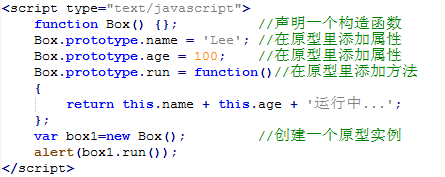 <script type="text/javascript">
function Box() {}; //声明一个构造函数
Box.prototype.name = 'Lee'; //在原型里添加属性
Box.prototype.age = 100; //在原型里添加属性
Box.prototype.run = function()//在原型里添加方法
{
return this.name + this.age + '运行中...';
};
var box1=new Box(); //创建一个原型实例
alert(box1.run());
</script>